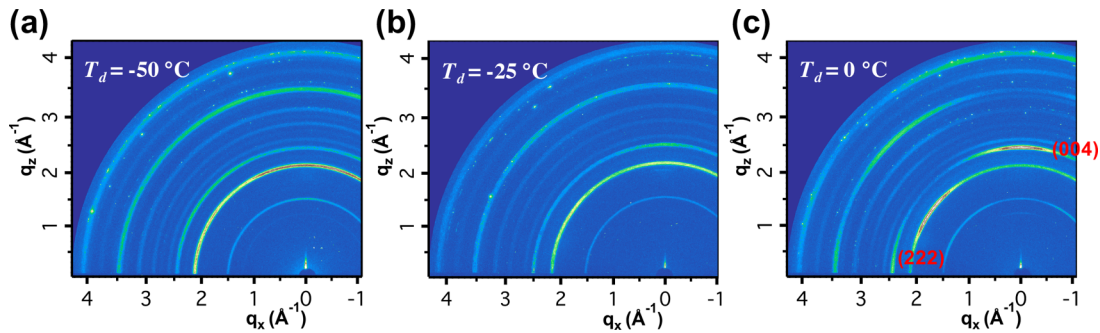 (a)
(b)
(c)
T_d = -50 °C
T_d = -25 °C
T_d = 0 °C
4
3
2
1
q_z (Å⁻¹)
4
3
2
1
q_z (Å⁻¹)
4
3
2
1
q_z (Å⁻¹)
(004)
(222)
4 3 2 1 0 -1
q_x (Å⁻¹)
4 3 2 1 0 -1
q_x (Å⁻¹)
4 3 2 1 0 -1
q_x (Å⁻¹)